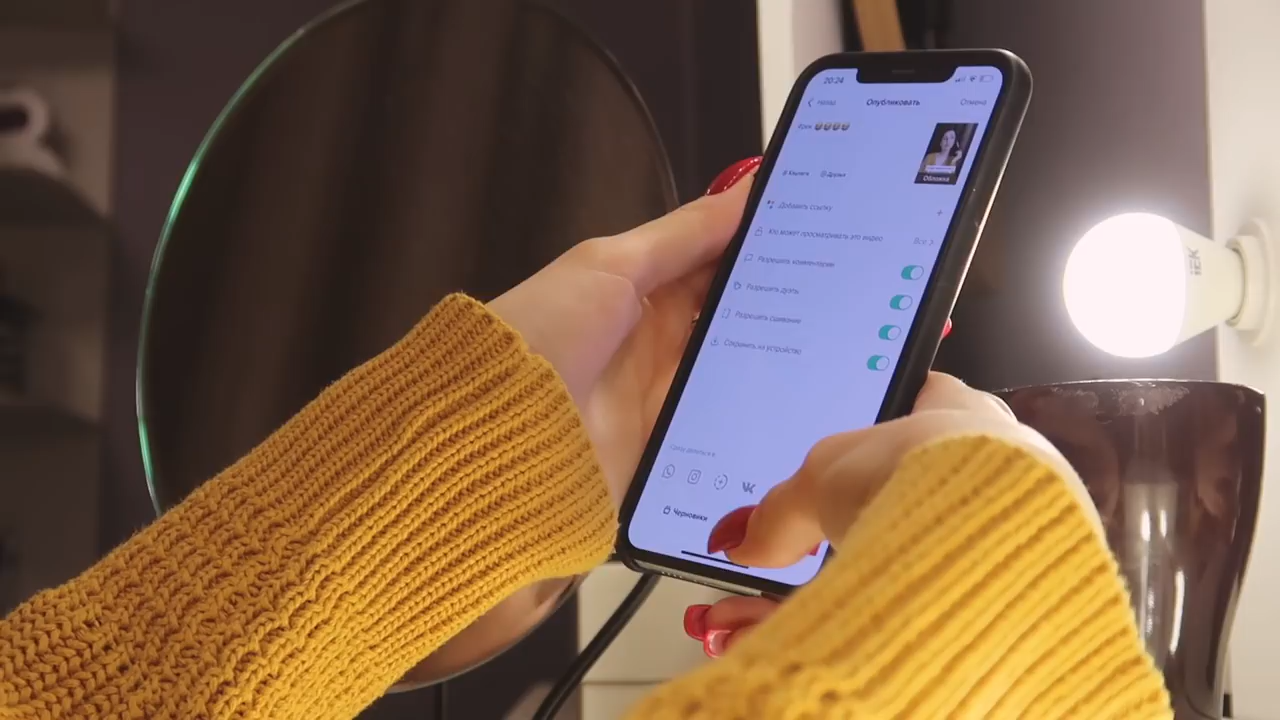 20:24
Назад
Опубликовать
Отмена
# Хэштеги
@ Друзья
Обложка
Добавить ссылку
Кто может просматривать это видео
Все >
Разрешить комментарии
Разрешить дуэты
Разрешить сшивание
Сохранить на устройство
Черновики
IEK